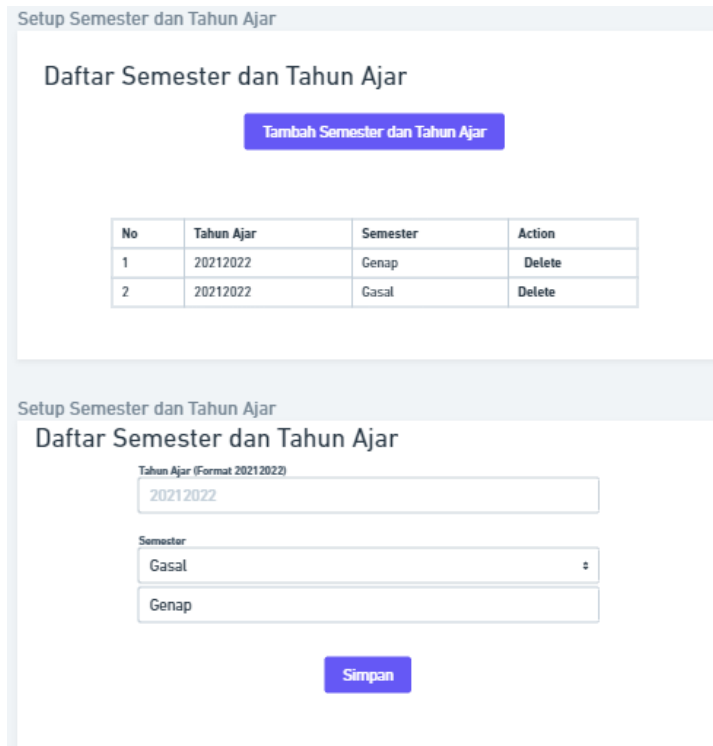 Setup Semester dan Tahun Ajar
Daftar Semester dan Tahun Ajar
Tambah Semester dan Tahun Ajar
No Tahun Ajar Semester Action
1 20212022 Genap Delete
2 20212022 Gasal Delete
Setup Semester dan Tahun Ajar
Daftar Semester dan Tahun Ajar
Tahun Ajar (Format 20212022)
20212022
Semester
Gasal
Genap
Simpan